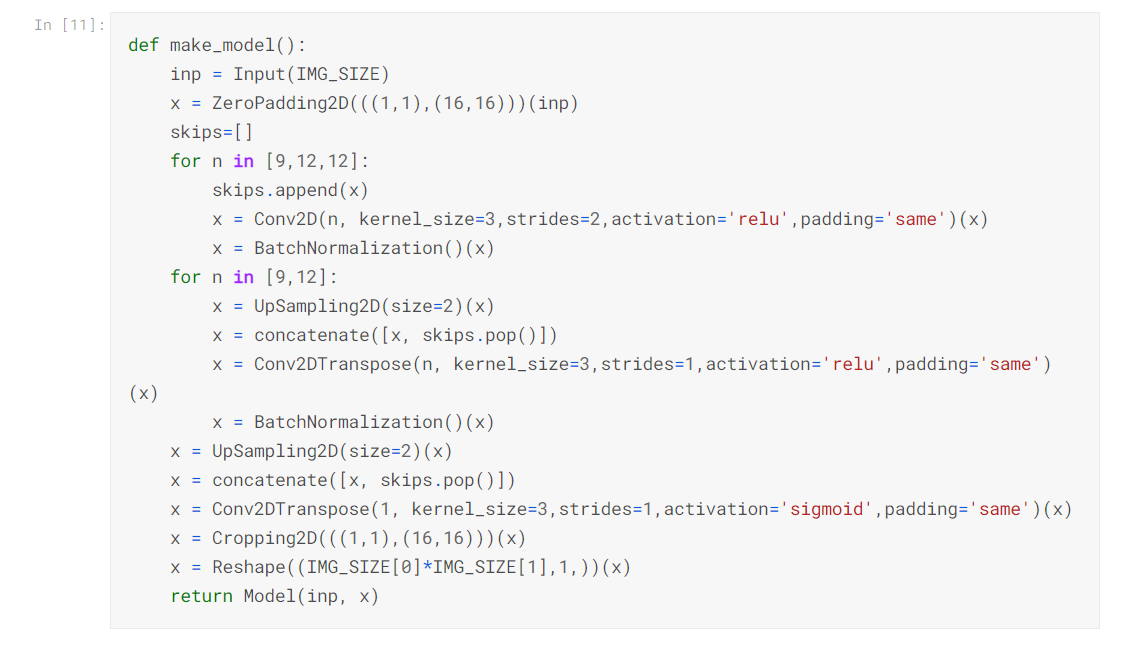 In [11]:
def make_model():
    inp = Input(IMG_SIZE)
    x = ZeroPadding2D(((1,1),(16,16)))(inp)
    skips=[]
    for n in [9,12,12]:
        skips.append(x)
        x = Conv2D(n, kernel_size=3,strides=2,activation='relu',padding='same')(x)
        x = BatchNormalization()(x)
    for n in [9,12]:
        x = UpSampling2D(size=2)(x)
        x = concatenate([x, skips.pop()])
        x = Conv2DTranspose(n, kernel_size=3,strides=1,activation='relu',padding='same')
(x)
        x = BatchNormalization()(x)
    x = UpSampling2D(size=2)(x)
    x = concatenate([x, skips.pop()])
    x = Conv2DTranspose(1, kernel_size=3,strides=1,activation='sigmoid',padding='same')(x)
    x = Cropping2D(((1,1),(16,16)))(x)
    x = Reshape((IMG_SIZE[0]*IMG_SIZE[1],1,))(x)
    return Model(inp, x)